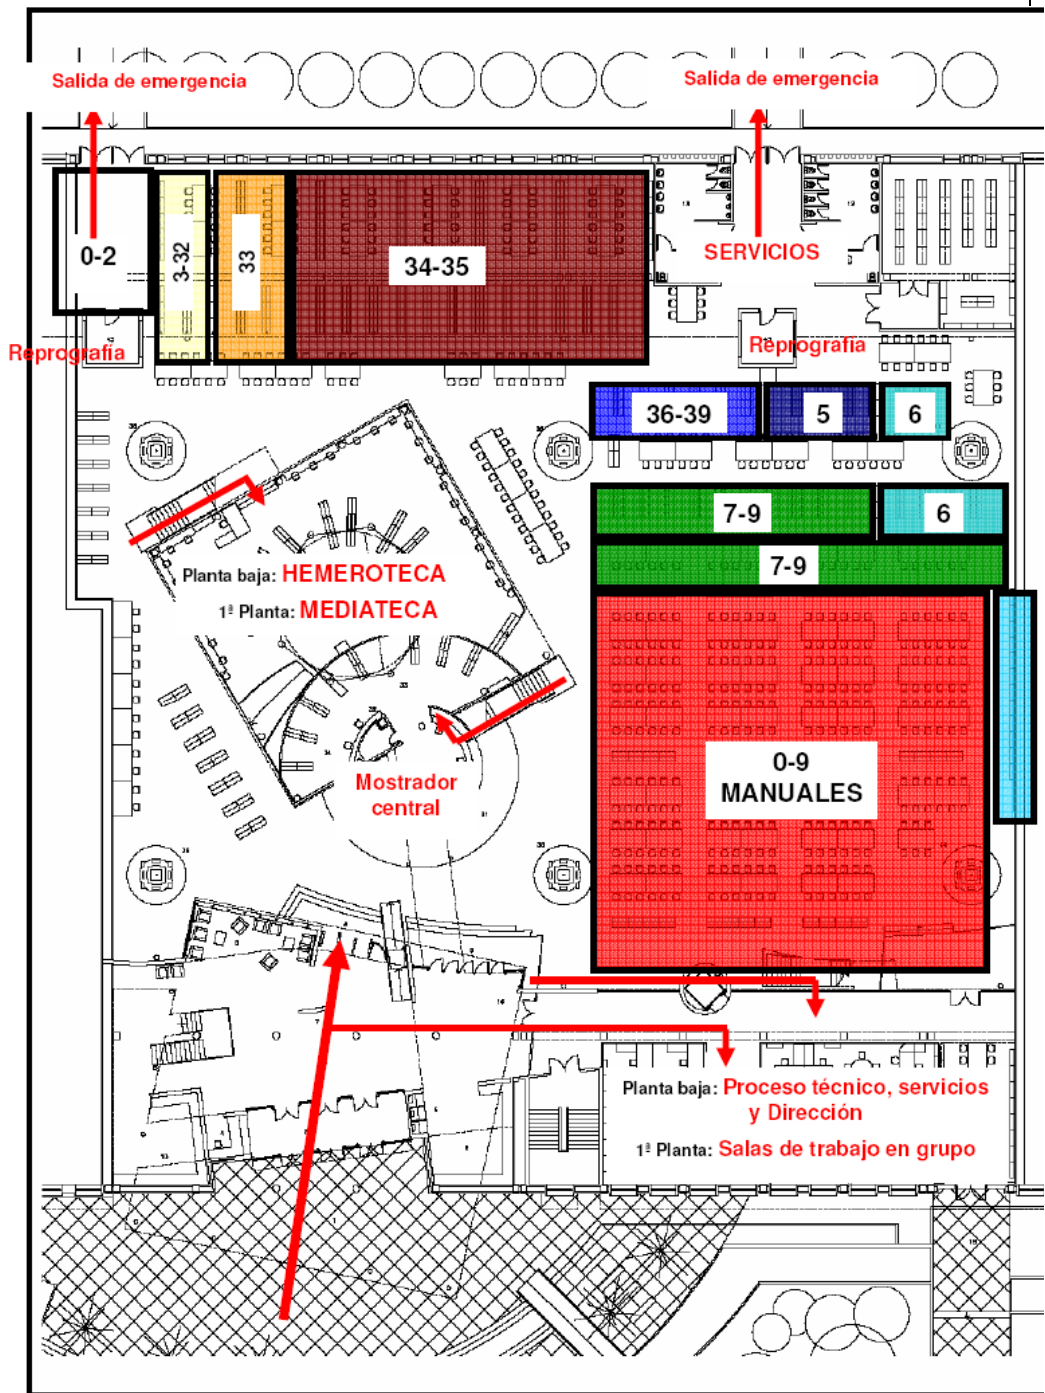 Salida de emergencia
Salida de emergencia
0-2
3-32
33
34-35
SERVICIOS
Reprografía
Reprografía
36-39
5
6
7-9
6
7-9
Planta baja: HEMEROTECA
1ª Planta: MEDIATECA
0-9
MANUALES
Mostrador
central
Planta baja: Proceso técnico, servicios
y Dirección
1ª Planta: Salas de trabajo en grupo